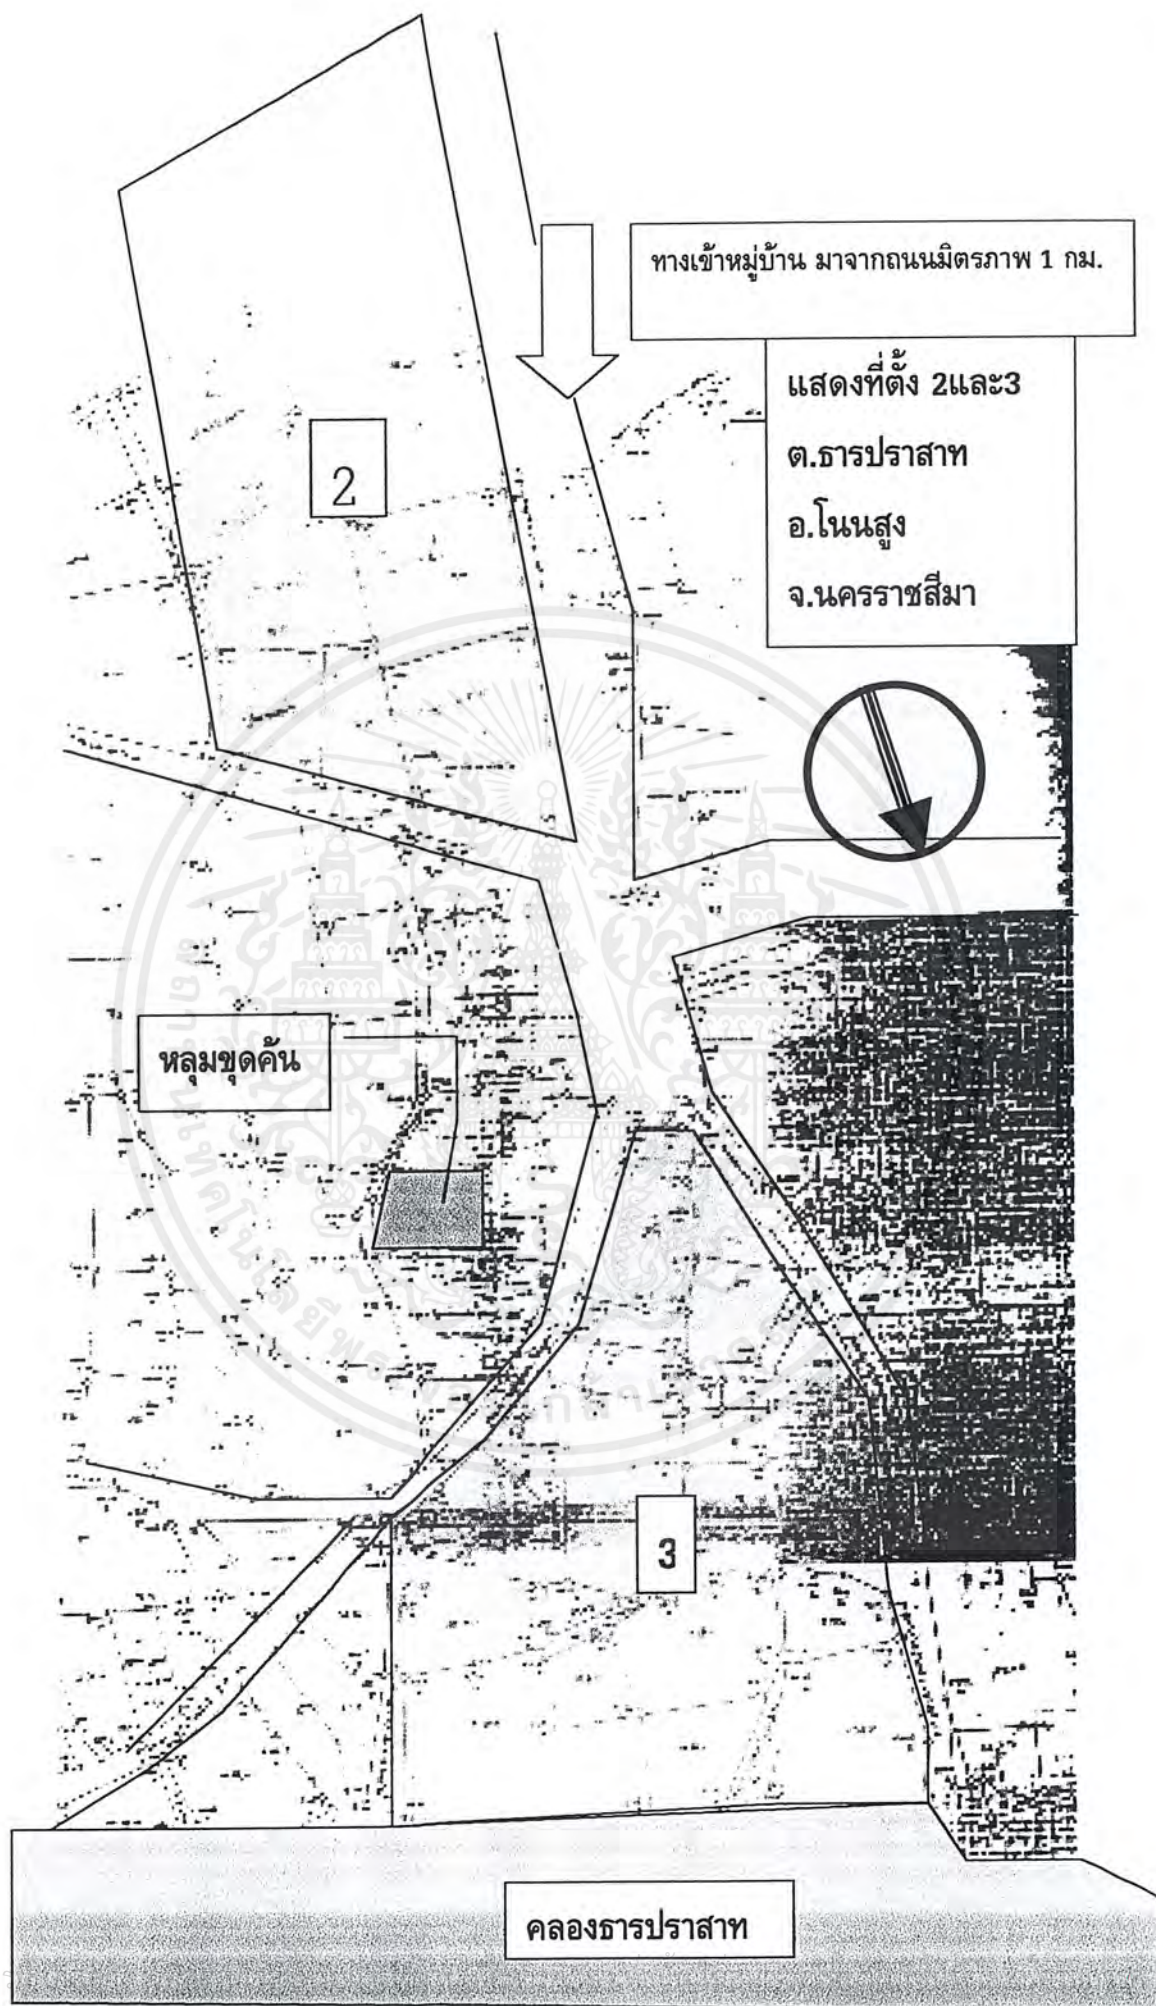 ทางเข้าหมู่บ้าน มาจากถนนมิตรภาพ 1 กม.
แสดงที่ตั้ง 2และ3
ต.ธารปราสาท
อ.โนนสูง
จ.นครราชสีมา
2
หลุมขุดค้น
3
คลองธารปราสาท